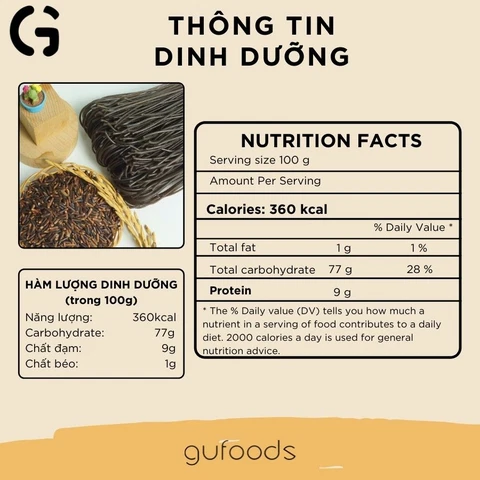 G
THÔNG TIN
DINH DƯỠNG
NUTRITION FACTS
Serving size 100 g
Amount Per Serving
Calories: 360 kcal
% Daily Value *
Total fat 1 g 1 %
Total carbohydrate 77 g 28 %
Protein 9 g
* The % Daily value (DV) tells you how much a
nutrient in a serving of food contributes to a daily
diet. 2000 calories a day is used for general
nutrition advice.
HÀM LƯỢNG DINH DƯỠNG
(trong 100g)
Năng lượng: 360kcal
Carbohydrate: 77g
Chất đạm: 9g
Chất béo: 1g
gufoods